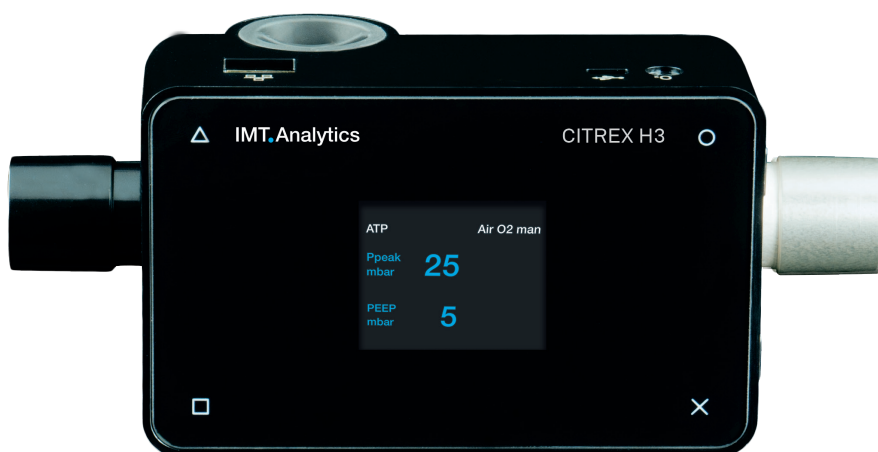 IMT.Analytics
CITREX H3
ATP
Air O2 man
Ppeak
mbar
25
PEEP
mbar
5